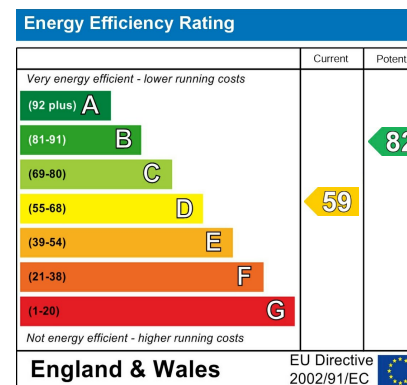 Energy Efficiency Rating
Current Potent
Very energy efficient - lower running costs
(92 plus) A
(81-91) B
82
(69-80) C
(55-68) D
59
(39-54) E
(21-38) F
(1-20) G
Not energy efficient - higher running costs
England & Wales
EU Directive
2002/91/EC